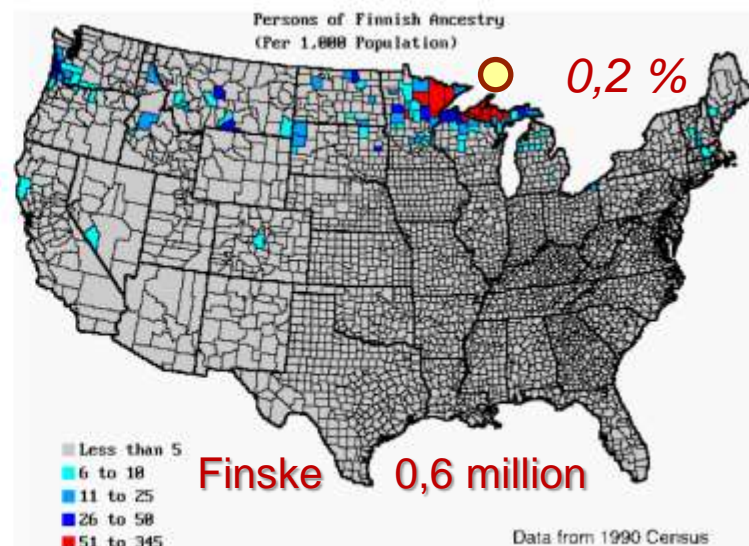 Persons of Finnish Ancestry
(Per 1,000 Population)
0,2 %
Less than 5
6 to 10
11 to 25
26 to 50
51 to 345
Finske 0,6 million
Data from 1990 Census